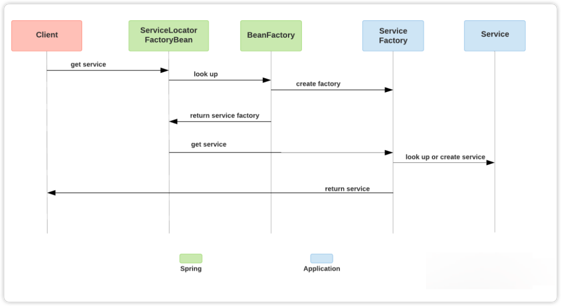 Client
ServiceLocator
FactoryBean
BeanFactory
Service
Factory
Service
get service
look up
create factory
return service factory
get service
look up or create service
return service
Spring
Application